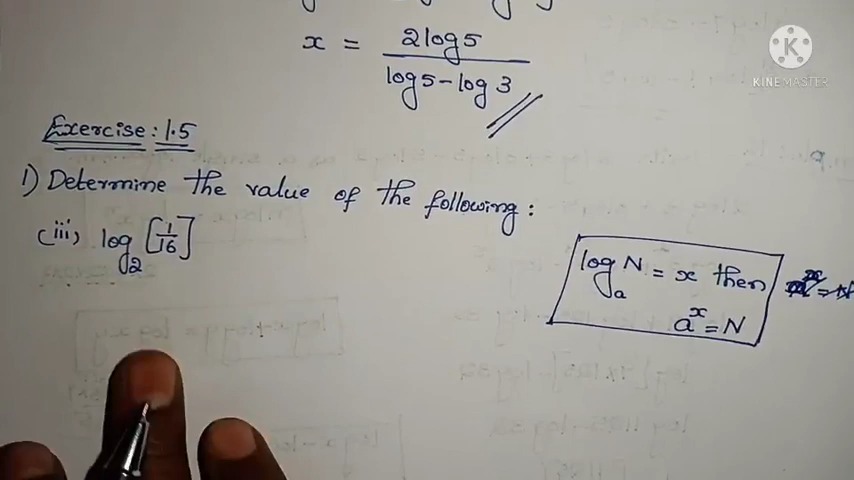 x = 2log5 / log5-log3
KINEMASTER
Exercise: 1.5
1) Determine the value of the following:
(iii) log₂ [1/16]
logₐ N = x then
aˣ = N